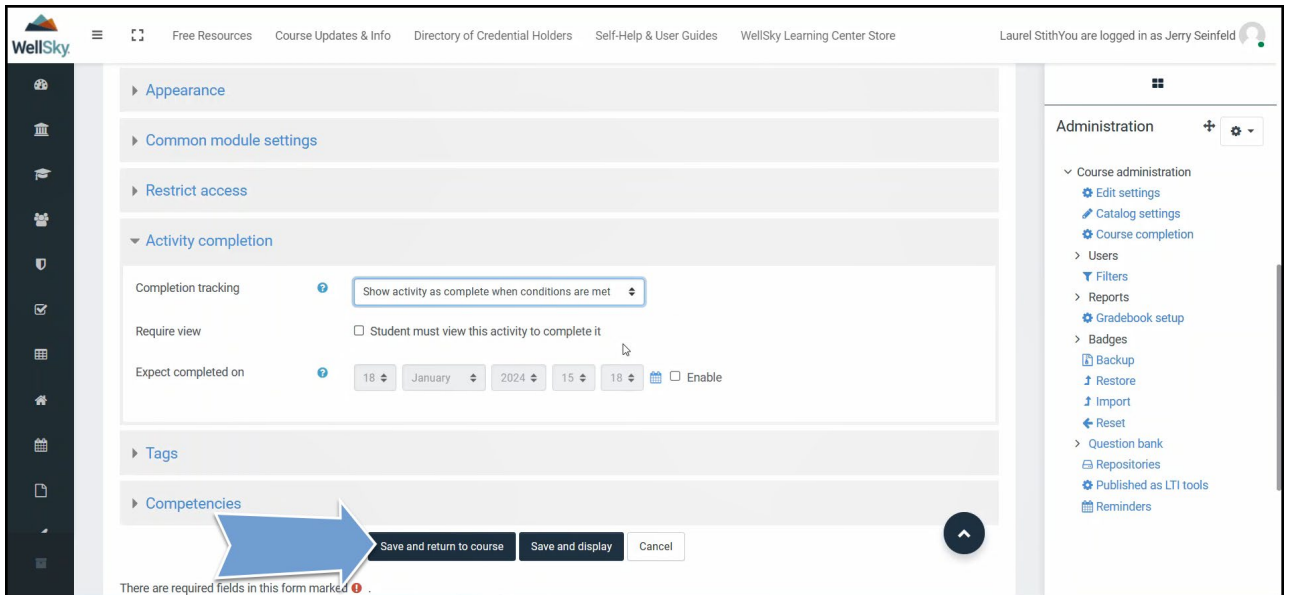 WellSky
Free Resources Course Updates & Info Directory of Credential Holders Self-Help & User Guides WellSky Learning Center Store Laurel StithYou are logged in as Jerry Seinfeld
Appearance
Common module settings
Restrict access
Activity completion
Completion tracking Show activity as complete when conditions are met
Require view Student must view this activity to complete it
Expect completed on 18 January 2024 15 18 Enable
Tags
Competencies
Save and return to course Save and display Cancel
There are required fields in this form marked .
Administration
Course administration
Edit settings
Catalog settings
Course completion
Users
Filters
Reports
Gradebook setup
Badges
Backup
Restore
Import
Reset
Question bank
Repositories
Published as LTI tools
Reminders